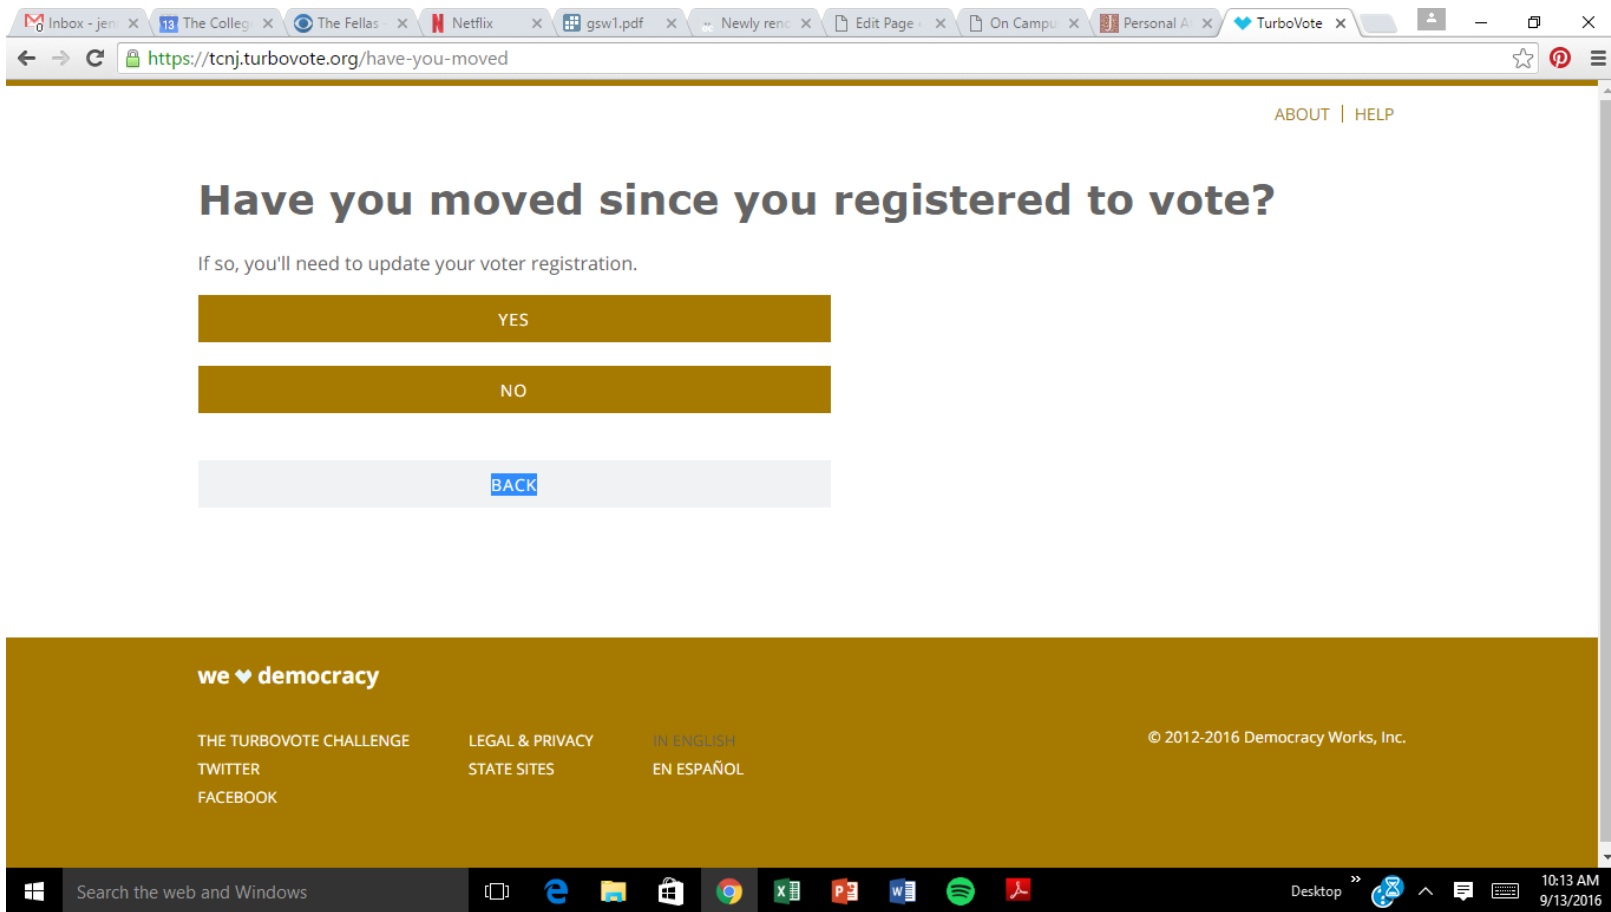 Inbox - jen
13 The Colleg
The Fellas -
Netflix
gsw1.pdf
Newly reno
Edit Page
On Campu
Personal A
TurboVote
https://tcnj.turbovote.org/have-you-moved
ABOUT | HELP
Have you moved since you registered to vote?
If so, you'll need to update your voter registration.
YES
NO
BACK
we ♥ democracy
THE TURBOVOTE CHALLENGE
TWITTER
FACEBOOK
LEGAL & PRIVACY
STATE SITES
IN ENGLISH
EN ESPAÑOL
© 2012-2016 Democracy Works, Inc.
Search the web and Windows
Desktop
10:13 AM
9/13/2016